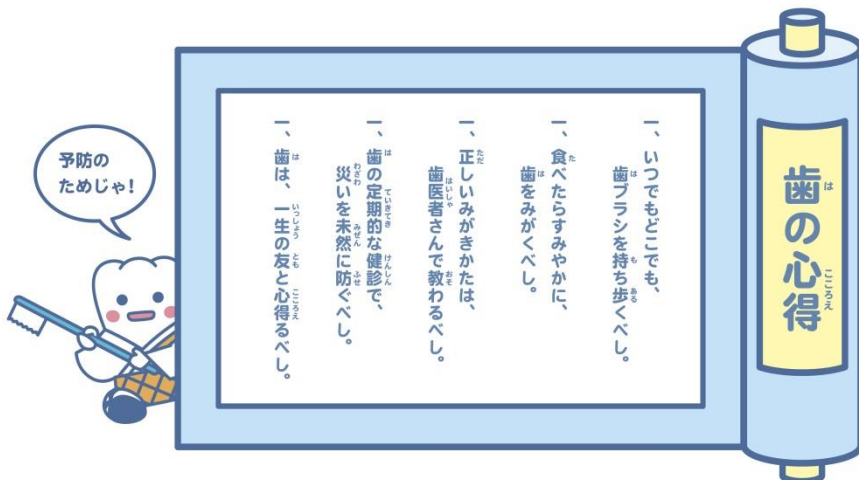 歯の心得
一、いつでもどこでも、
歯ブラシを持ち歩くべし。
一、食べたらすみやかに、
歯をみがくべし。
一、正しいみがきかたは、
歯医者さんで教わるべし。
一、歯の定期的な健診で、
災いを未然に防ぐべし。
一、歯は、一生の友と心得るべし。
予防の
ためじゃ!